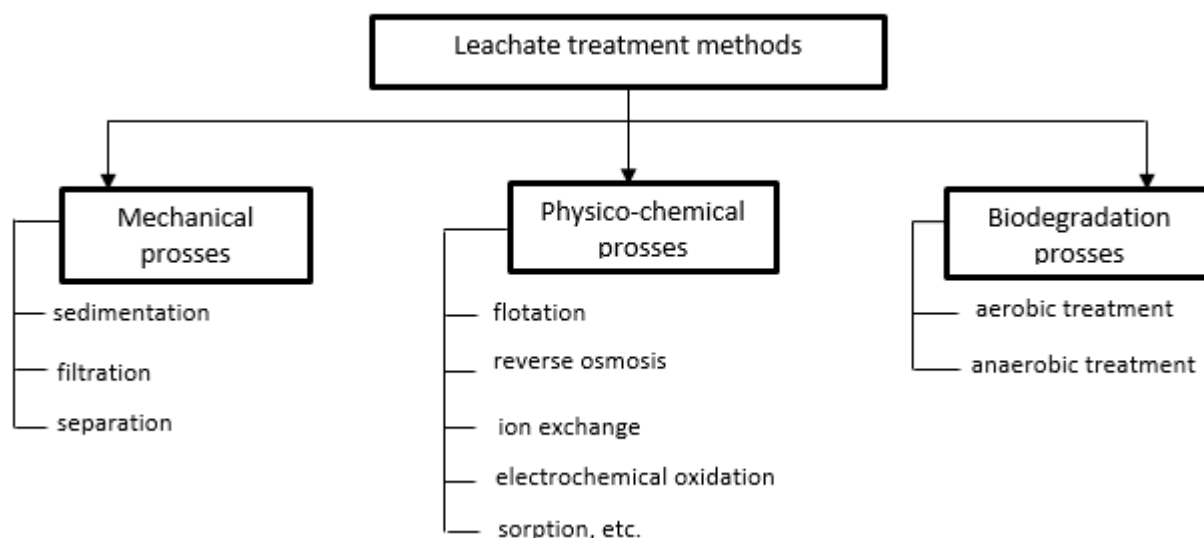 Leachate treatment methods
Mechanical
prosses
sedimentation
filtration
separation
Physico-chemical
prosses
flotation
reverse osmosis
ion exchange
electrochemical oxidation
sorption, etc.
Biodegradation
prosses
aerobic treatment
anaerobic treatment